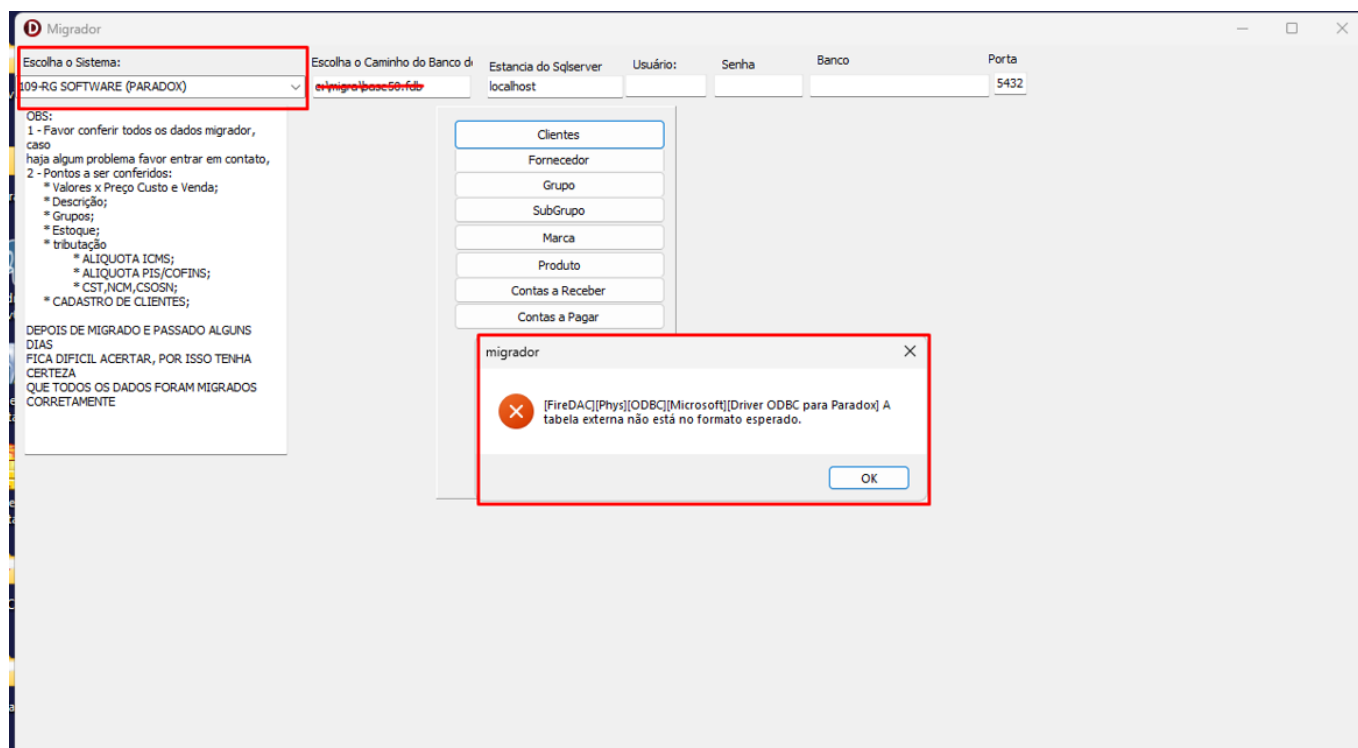 Migrador
Escolha o Sistema:
Escolha o Caminho do Banco d
Estancia do Sqlserver
Usuário:
Senha
Banco
Porta
109-RG SOFTWARE (PARADOX)
c:\migra\base50.fdb
localhost
5432
OBS:
1 - Favor conferir todos os dados migrador,
caso
haja algum problema favor entrar em contato,
2 - Pontos a ser conferidos:
* Valores x Preço Custo e Venda;
* Descrição;
* Grupos;
* Estoque;
* tributação
* ALIQUOTA ICMS;
* ALIQUOTA PIS/COFINS;
* CST,NCM,CSOSN;
* CADASTRO DE CLIENTES;
DEPOIS DE MIGRADO E PASSADO ALGUNS
DIAS
FICA DIFICIL ACERTAR, POR ISSO TENHA
CERTEZA
QUE TODOS OS DADOS FORAM MIGRADOS
CORRETAMENTE
Clientes
Fornecedor
Grupo
SubGrupo
Marca
Produto
Contas a Receber
Contas a Pagar
migrador
[FireDAC][Phys][ODBC][Microsoft][Driver ODBC para Paradox] A
tabela externa não está no formato esperado.
OK